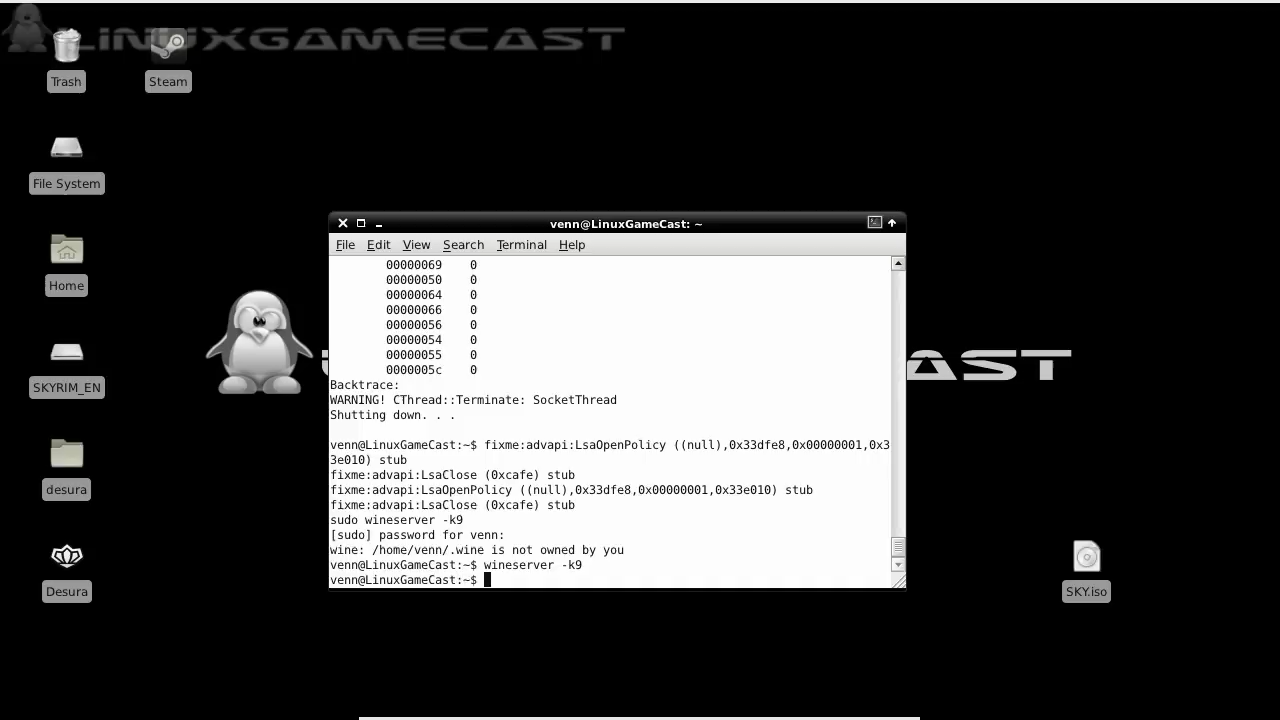 LINUXGAMECAST
Trash
Steam
File System
Home
SKYRIM_EN
desura
Desura
venn@LinuxGameCast: ~
File Edit View Search Terminal Help
00000069 0
00000050 0
00000064 0
00000066 0
00000056 0
00000054 0
00000055 0
0000005c 0
Backtrace:
WARNING! CThread::Terminate: SocketThread
Shutting down. . .
venn@LinuxGameCast:~$ fixme:advapi:LsaOpenPolicy ((null),0x33dfe8,0x00000001,0x3
3e010) stub
fixme:advapi:LsaClose (0xcafe) stub
fixme:advapi:LsaOpenPolicy ((null),0x33dfe8,0x00000001,0x33e010) stub
fixme:advapi:LsaClose (0xcafe) stub
sudo wineserver -k9
[sudo] password for venn:
wine: /home/venn/.wine is not owned by you
venn@LinuxGameCast:~$ wineserver -k9
venn@LinuxGameCast:~$
AST
SKY.iso